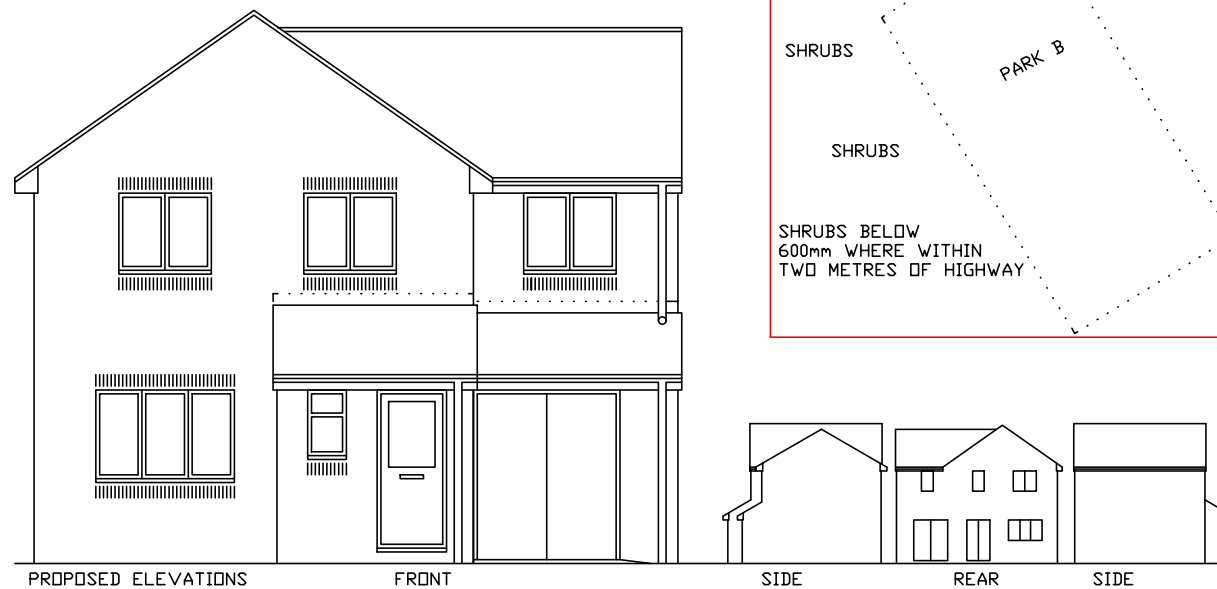 SHRUBS
PARK B
SHRUBS
SHRUBS BELOW
600mm WHERE WITHIN
TWO METRES OF HIGHWAY
PROPOSED ELEVATIONS
FRONT
SIDE
REAR
SIDE